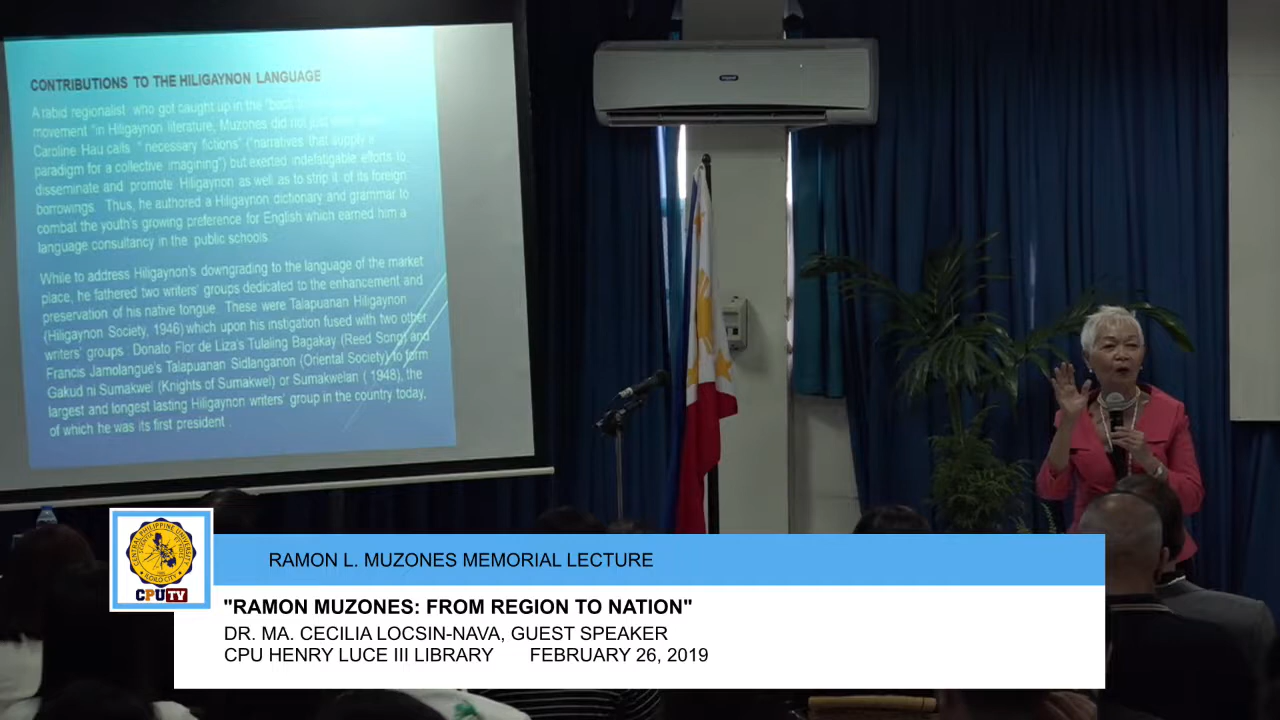 CONTRIBUTIONS TO THE HILIGAYNON LANGUAGE
A rabid regionalist who got caught up in the "back
movement "in Hiligaynon literature, Muzones did not just
Caroline Hau calls " necessary fictions" ("narratives that supply a
paradigm for a collective imagining") but exerted indefatigable efforts to
disseminate and promote Hiligaynon as well as to strip it of its foreign
borrowings. Thus, he authored a Hiligaynon dictionary and grammar to
combat the youth's growing preference for English which earned him a
language consultancy in the public schools.
While to address Hiligaynon's downgrading to the language of the market
place, he fathered two writers' groups dedicated to the enhancement and
preservation of his native tongue. These were Talapuanan Hiligaynon
(Hiligaynon Society, 1946) which upon his instigation fused with two other
writers' groups : Donato Flor de Liza's Tulaling Bagakay (Reed Song) and
Francis Jamolangue's Talapuanan Sidlanganon (Oriental Society) to form
Gakud ni Sumakwel (Knights of Sumakwel) or Sumakwelan ( 1948), the
largest and longest lasting Hiligaynon writers' group in the country today,
of which he was its first president .
CENTRAL PHILIPPINE UNIVERSITY
ILOILO CITY
CPUTV
RAMON L. MUZONES MEMORIAL LECTURE
"RAMON MUZONES: FROM REGION TO NATION"
DR. MA. CECILIA LOCSIN-NAVA, GUEST SPEAKER
CPU HENRY LUCE III LIBRARY FEBRUARY 26, 2019